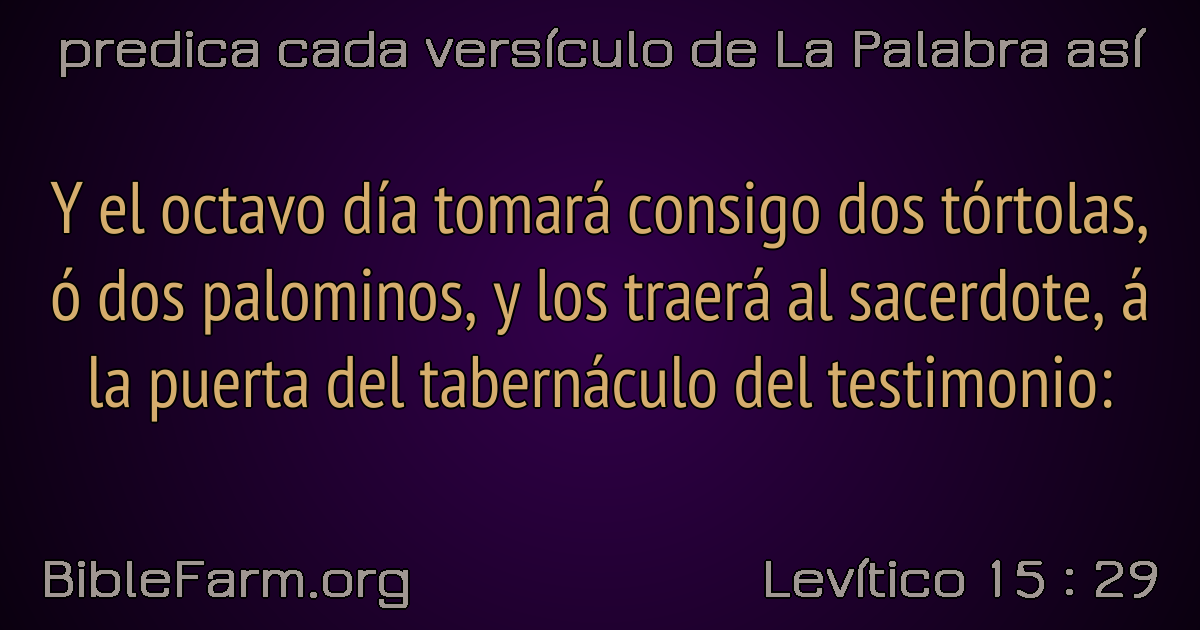 predica cada versículo de La Palabra así
Y el octavo día tomará consigo dos tórtolas,
ó dos palominos, y los traerá al sacerdote, á
la puerta del tabernáculo del testimonio:
BibleFarm.org
Levítico 15 : 29